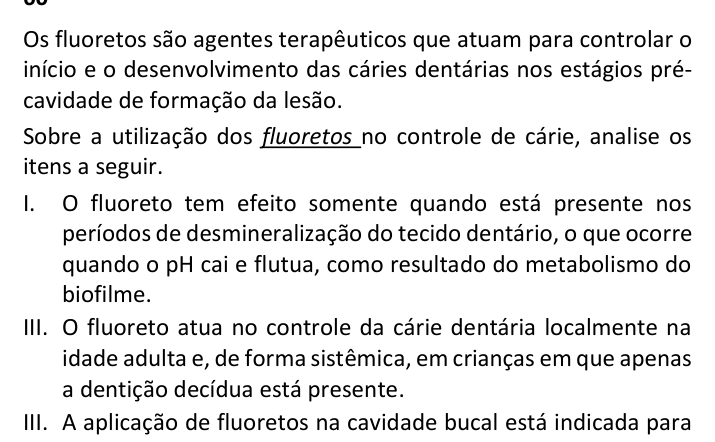 Os fluoretos são agentes terapêuticos que atuam para controlar o
início e o desenvolvimento das cáries dentárias nos estágios pré-
cavidade de formação da lesão.
Sobre a utilização dos fluoretos no controle de cárie, analise os
itens a seguir.
I. O fluoreto tem efeito somente quando está presente nos
períodos de desmineralização do tecido dentário, o que ocorre
quando o pH cai e flutua, como resultado do metabolismo do
biofilme.
III. O fluoreto atua no controle da cárie dentária localmente na
idade adulta e, de forma sistêmica, em crianças em que apenas
a dentição decídua está presente.
III. A aplicação de fluoretos na cavidade bucal está indicada para